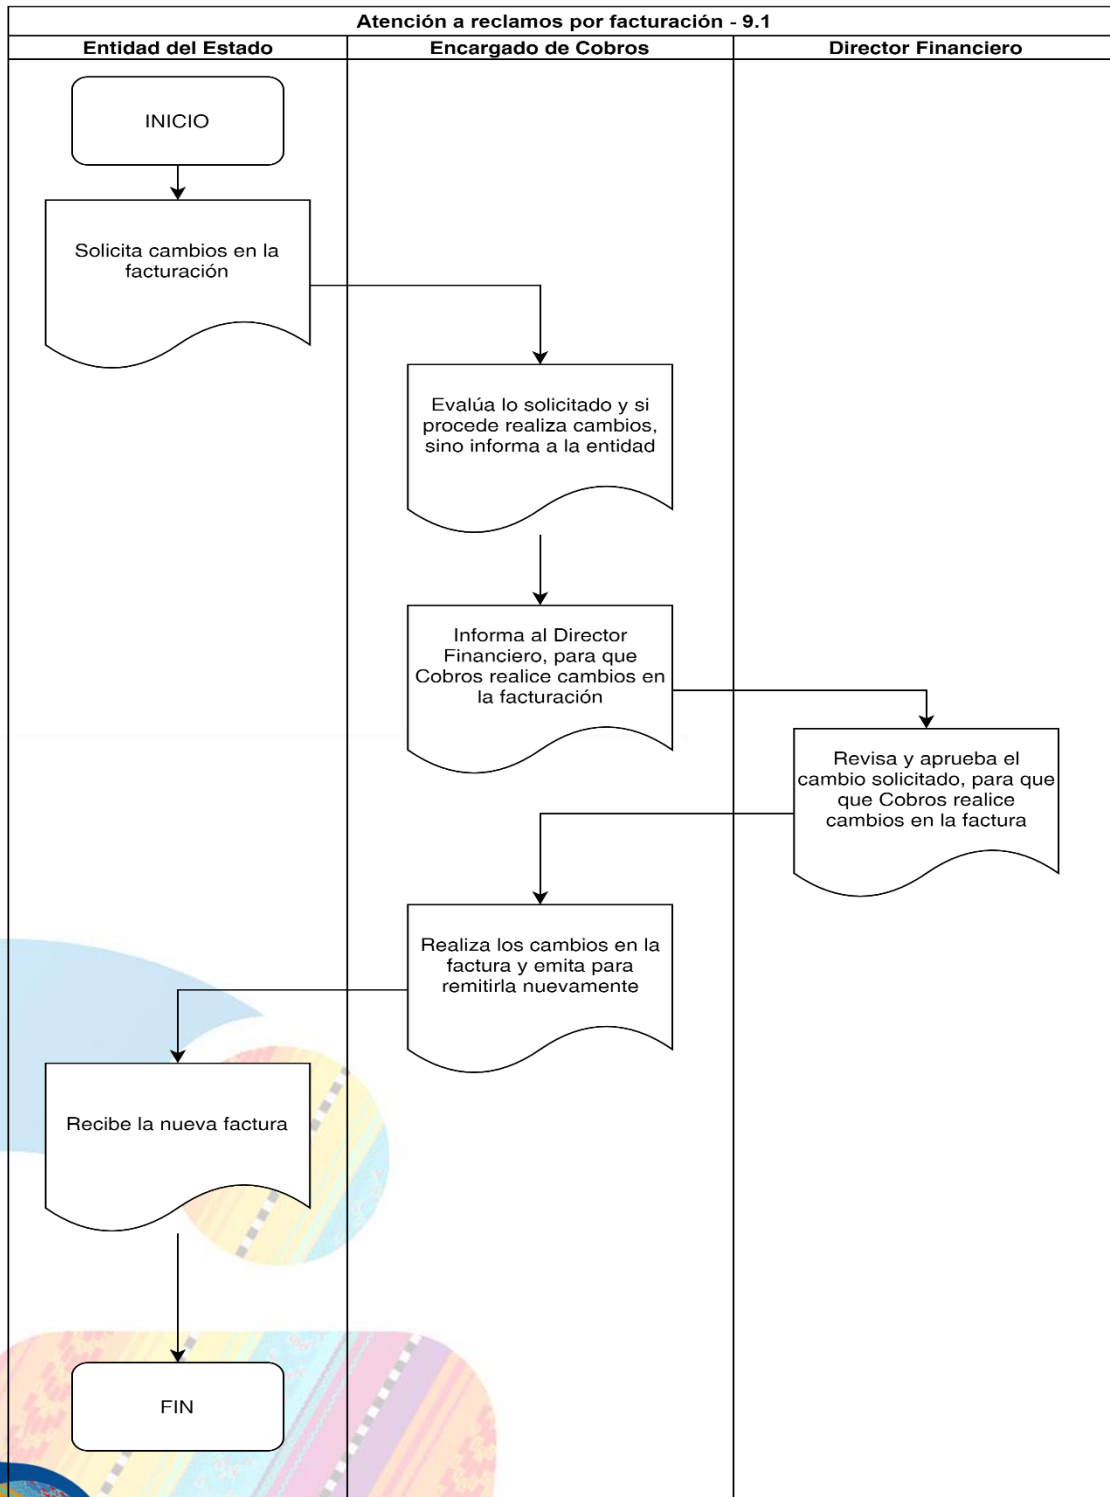 Atención a reclamos por facturación - 9.1
Entidad del Estado
Encargado de Cobros
Director Financiero
INICIO
Solicita cambios en la
facturación
Evalúa lo solicitado y si
procede realiza cambios,
sino informa a la entidad
Informa al Director
Financiero, para que
Cobros realice cambios en
la facturación
Revisa y aprueba el
cambio solicitado, para que
que Cobros realice
cambios en la factura
Realiza los cambios en la
factura y emita para
remitirla nuevamente
Recibe la nueva factura
FIN